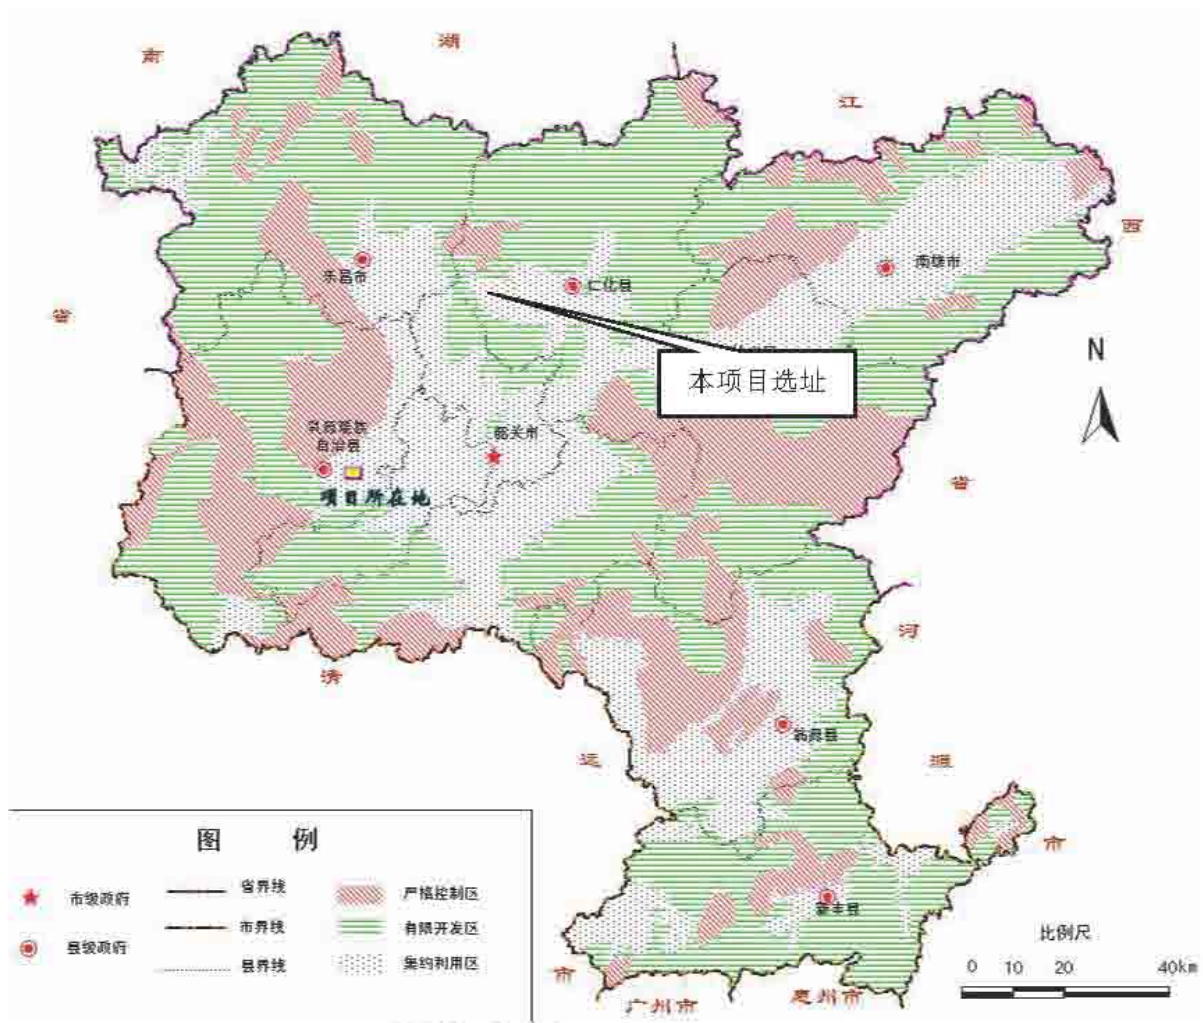 湖
南
江
西
省
乐昌市
仁化县
南雄市
N
本项目选址
乳源瑶族
自治县
韶关市
项目所在地
省
河
清
远
翁源县
源
市
图 例
市级政府
省界线
严格控制区
市界线
有限开发区
县级政府
县界线
集约利用区
新丰县
市
广州市
惠州市
比例尺
0 10 20 40km